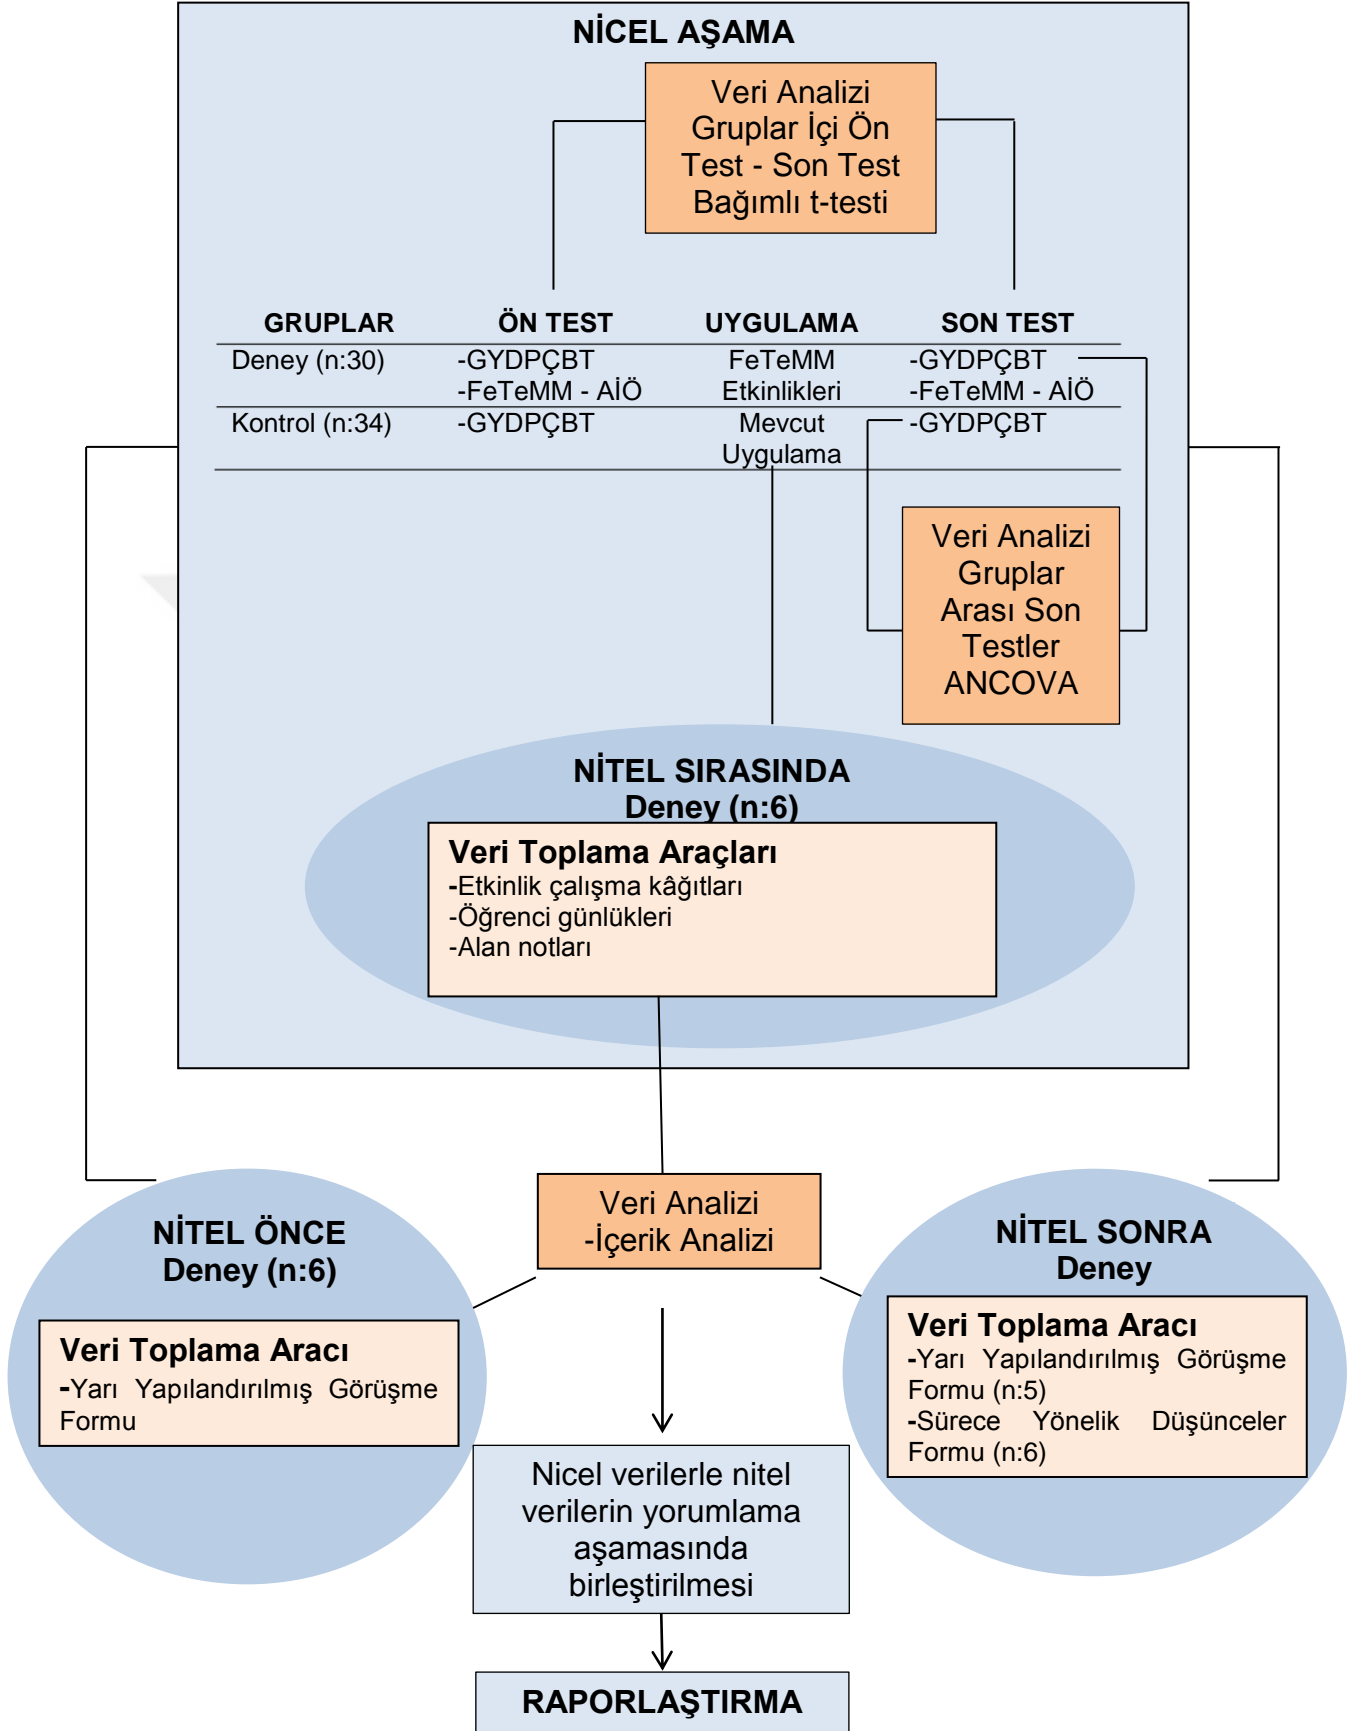 NİCEL AŞAMA
Veri Analizi
Gruplar İçi Ön
Test - Son Test
Bağımlı t-testi
GRUPLAR ÖN TEST UYGULAMA SON TEST
Deney (n:30) -GYDPÇBT FeTeMM -GYDPÇBT
-FeTeMM - AİÖ Etkinlikleri -FeTeMM - AİÖ
Kontrol (n:34) -GYDPÇBT Mevcut -GYDPÇBT
Uygulama
Veri Analizi
Gruplar
Arası Son
Testler
ANCOVA
NİTEL SIRASINDA
Deney (n:6)
Veri Toplama Araçları
-Etkinlik çalışma kâğıtları
-Öğrenci günlükleri
-Alan notları
Veri Analizi
-İçerik Analizi
NİTEL ÖNCE
Deney (n:6)
Veri Toplama Aracı
-Yarı Yapılandırılmış Görüşme
Formu
NİTEL SONRA
Deney
Veri Toplama Aracı
-Yarı Yapılandırılmış Görüşme
Formu (n:5)
-Sürece Yönelik Düşünceler
Formu (n:6)
Nicel verilerle nitel
verilerin yorumlama
aşamasında
birleştirilmesi
RAPORLAŞTIRMA